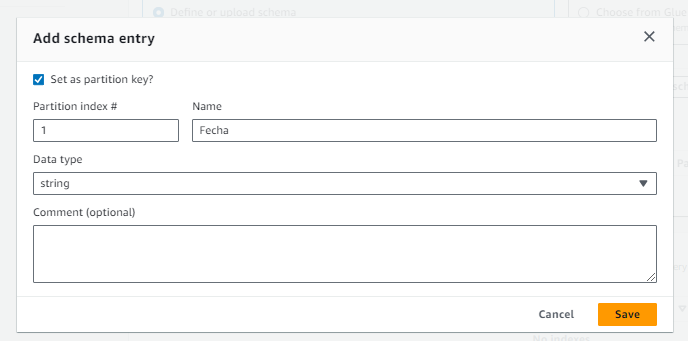 Define or upload schema
Choose from Glue
Add schema entry
Set as partition key?
Partition index #
Name
1
Fecha
Data type
string
Comment (optional)
Cancel
Save
No indexes